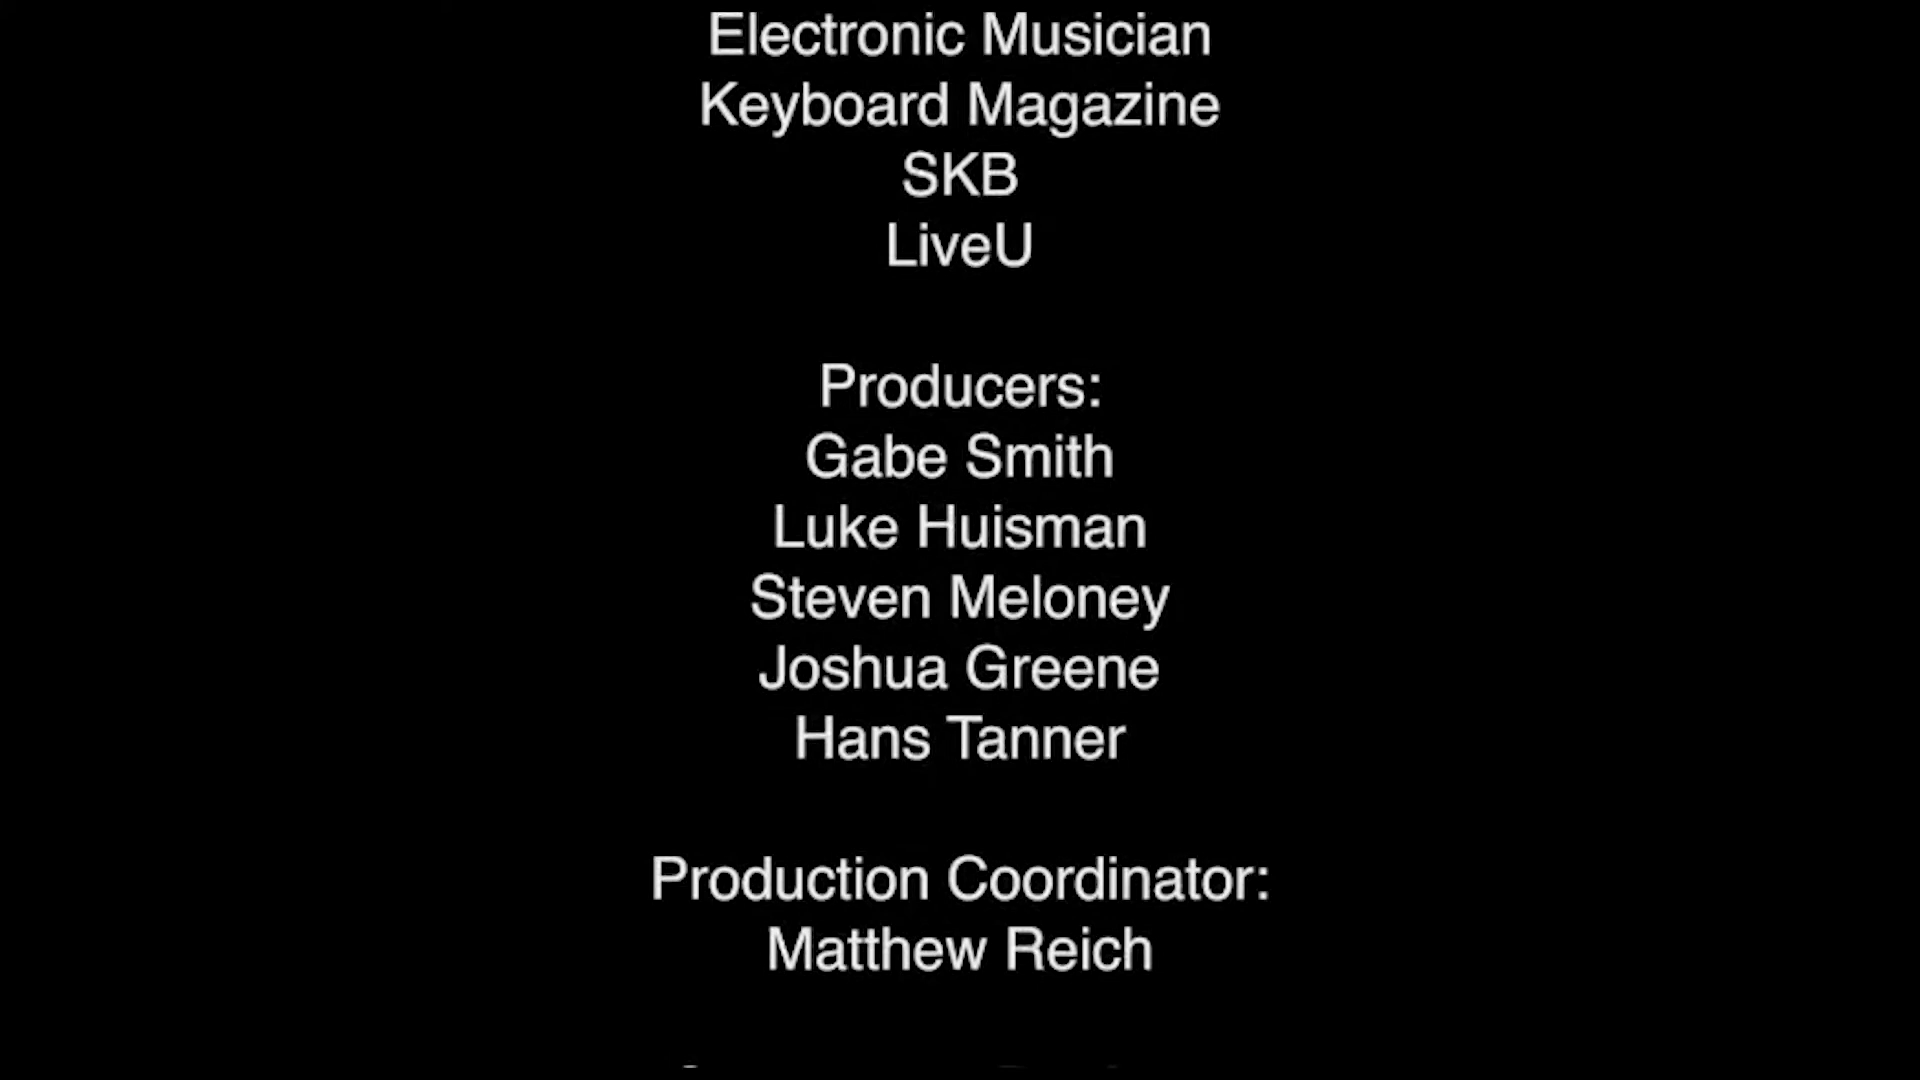 Electronic Musician
Keyboard Magazine
SKB
LiveU
Producers:
Gabe Smith
Luke Huisman
Steven Meloney
Joshua Greene
Hans Tanner
Production Coordinator:
Matthew Reich